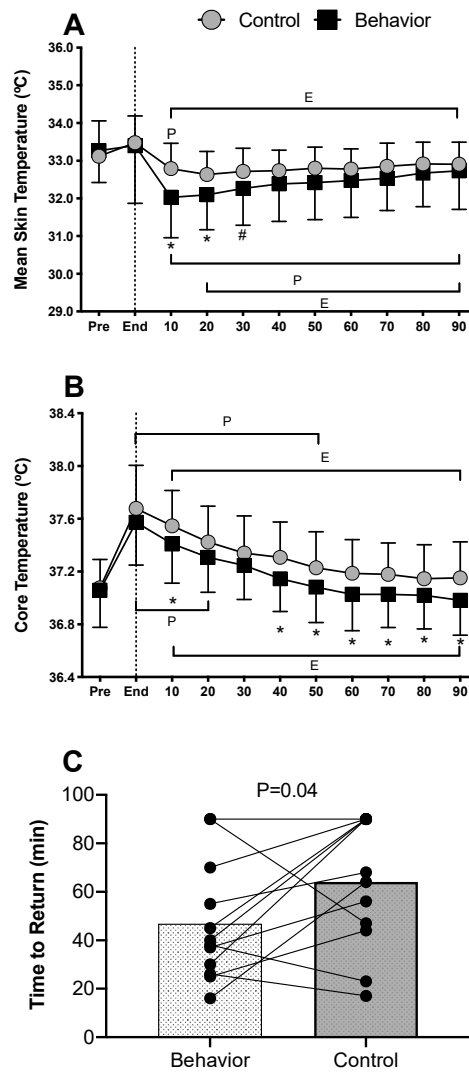 Control Behavior
A
Mean Skin Temperature (ºC)
36.0
35.0
34.0
33.0
32.0
31.0
30.0
29.0
E
P
* * #
P
E
Pre End 10 20 30 40 50 60 70 80 90
B
Core Temperature (ºC)
38.4
38.0
37.6
37.2
36.8
36.4
P
E
* * * * * * *
P
E
Pre End 10 20 30 40 50 60 70 80 90
C
P=0.04
Time to Return (min)
100
80
60
40
20
0
Behavior Control